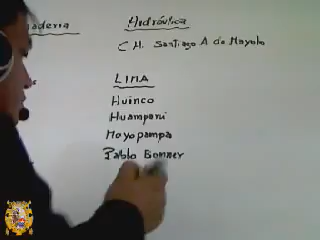 aderia Hidráulica
C H. Santiago A de Mayolo
LIMA
Huinco
Huampaní
Moyopampa
Pablo Bonner